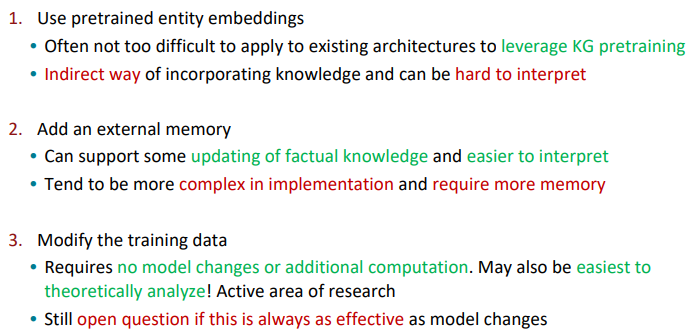 1. Use pretrained entity embeddings
• Often not too difficult to apply to existing architectures to leverage KG pretraining
• Indirect way of incorporating knowledge and can be hard to interpret
2. Add an external memory
• Can support some updating of factual knowledge and easier to interpret
• Tend to be more complex in implementation and require more memory
3. Modify the training data
• Requires no model changes or additional computation. May also be easiest to
theoretically analyze! Active area of research
• Still open question if this is always as effective as model changes